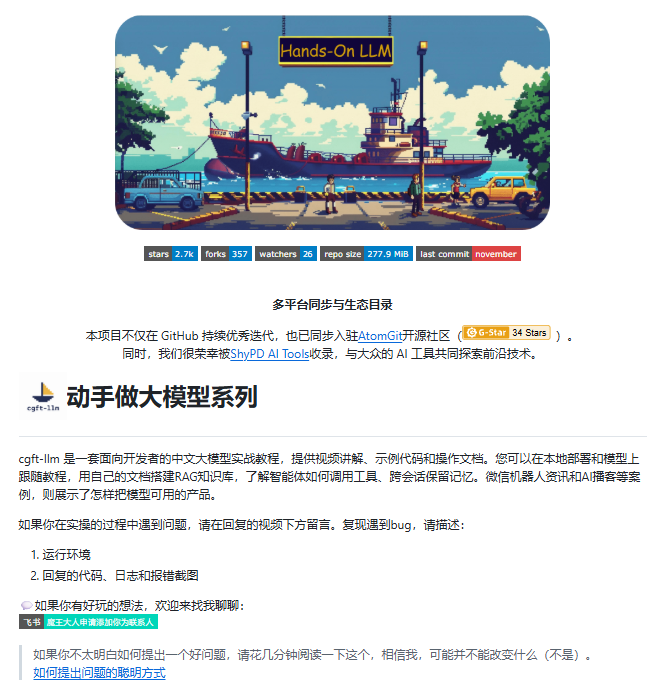 Hands-On LLM
stars 2.7k forks 357 watchers 26 repo size 277.9 MiB last commit november
多平台同步与生态目录
本项目不仅在 GitHub 持续优秀迭代，也已同步入驻AtomGit开源社区（G-Star 34 Stars）。
同时，我们很荣幸被ShyPD AI Tools收录，与大众的 AI 工具共同探索前沿技术。
cgft-llm 动手做大模型系列
cgft-llm 是一套面向开发者的中文大模型实战教程，提供视频讲解、示例代码和操作文档。您可以在本地部署和模型上
跟随教程，用自己的文档搭建RAG知识库，了解智能体如何调用工具、跨会话保留记忆。微信机器人资讯和AI播客等案
例，则展示了怎样把模型可用的产品。
如果你在实操的过程中遇到问题，请在回复的视频下方留言。复现遇到bug，请描述：
1. 运行环境
2. 回复的代码、日志和报错截图
💬如果你有好玩的想法，欢迎来找我聊聊：
飞书 魔王大人申请添加你为联系人
如果你不太明白如何提出一个好问题，请花几分钟阅读一下这个，相信我，可能并不能改变什么（不是）。
如何提出问题的聪明方式